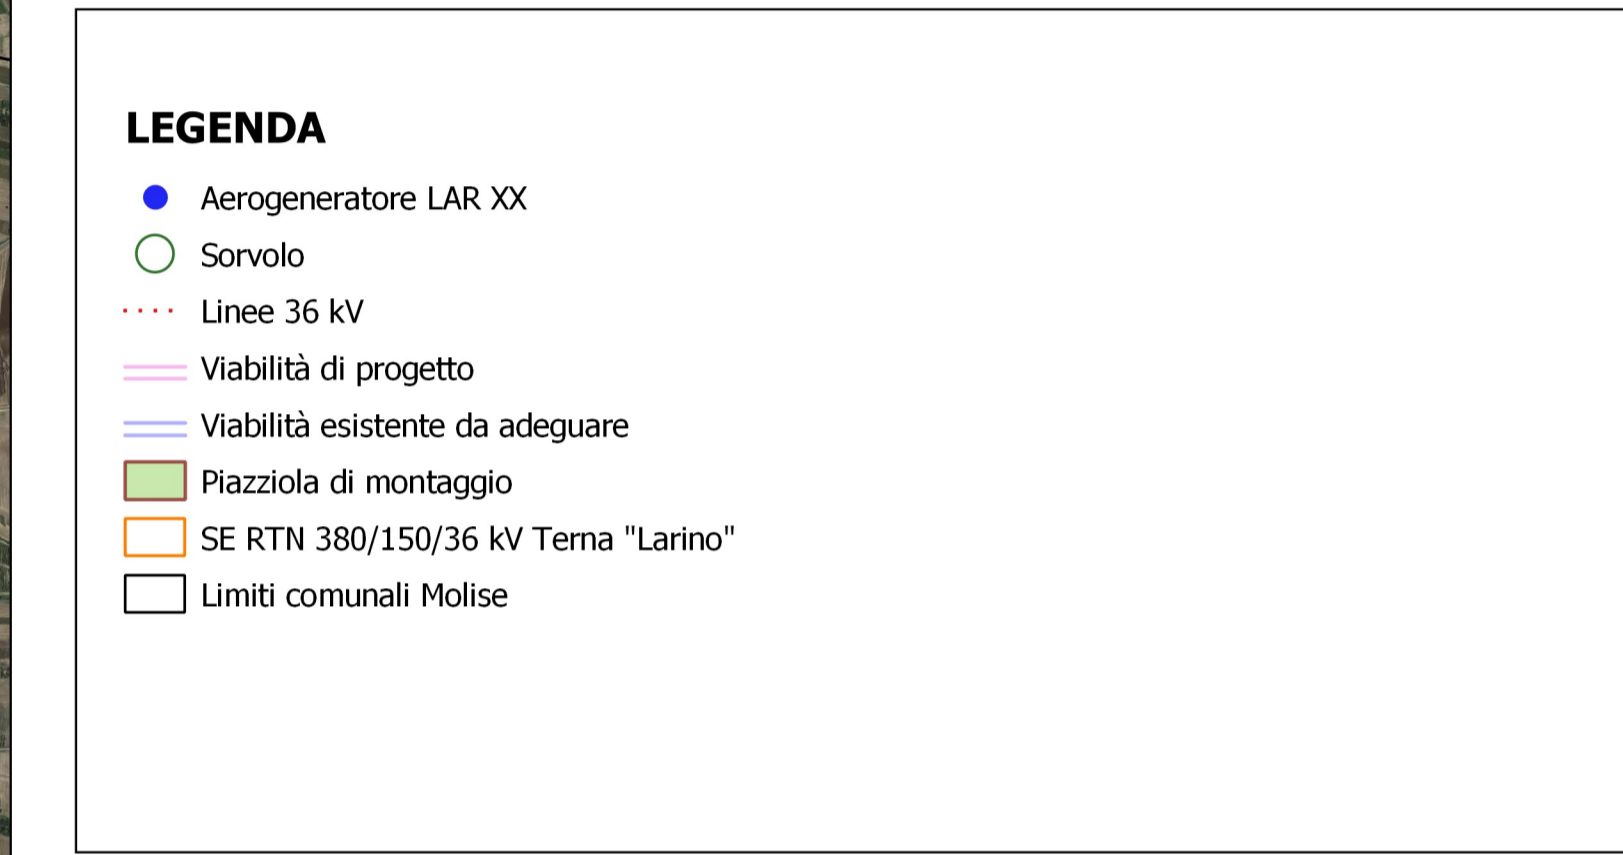 LEGENDA
Aerogeneratore LAR XX
Sorvolo
Linee 36 kV
Viabilità di progetto
Viabilità esistente da adeguare
Piazziola di montaggio
SE RTN 380/150/36 kV Terna "Larino"
Limiti comunali Molise